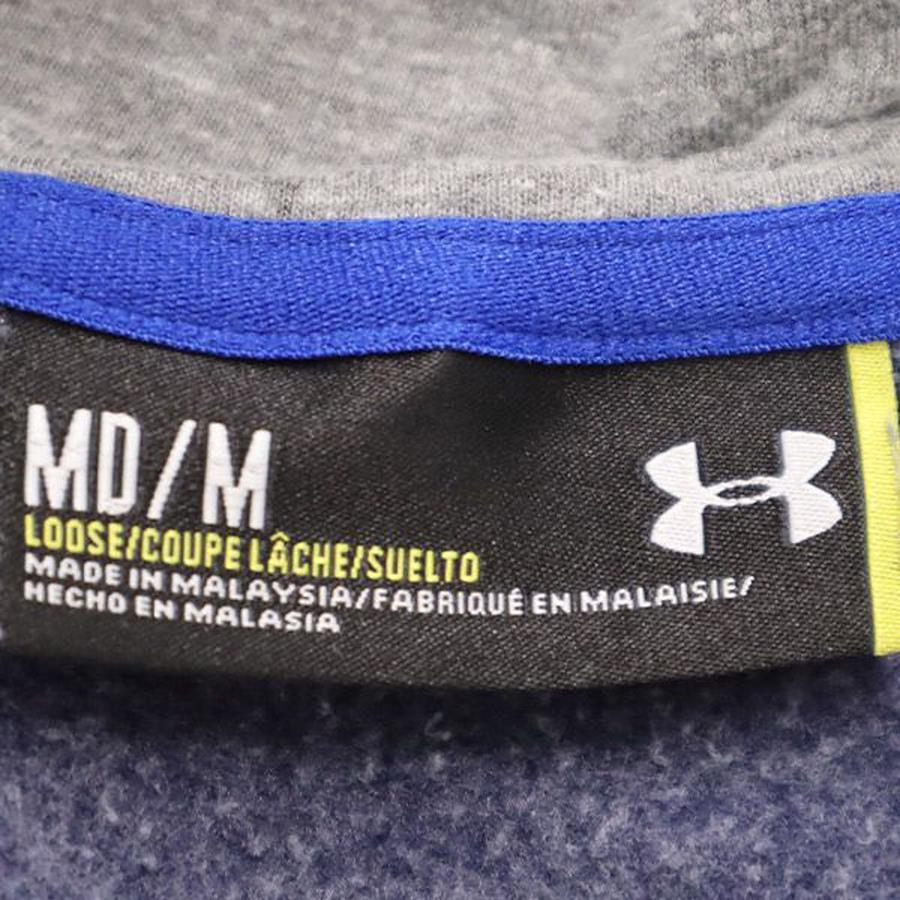 MD/M
LOOSE/COUPE LÂCHE/SUELTO
MADE IN MALAYSIA/FABRIQUÉ EN MALAISIE/
HECHO EN MALASIA